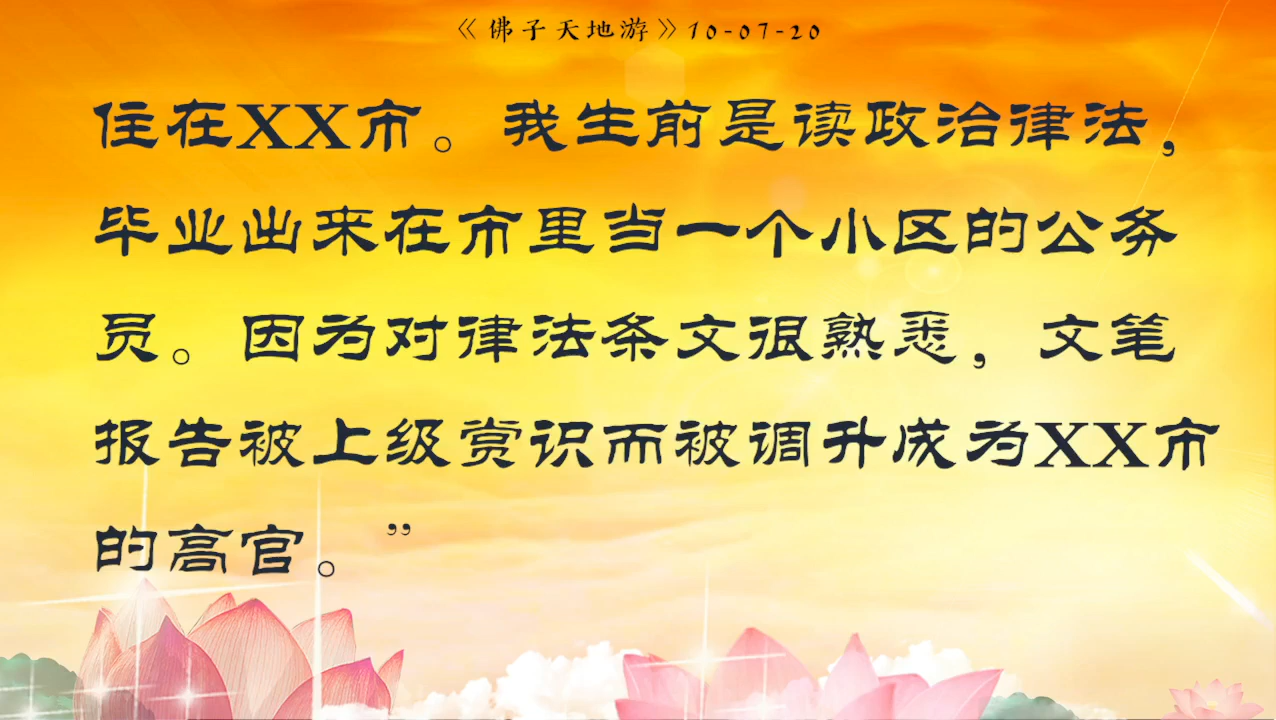 《佛子天地游》10-07-20
住在XX市。我生前是读政治律法，
毕业出来在市里当一个小区的公务
员。因为对律法条文很熟悉，文笔
报告被上级赏识而被调升成为XX市
的高官。”